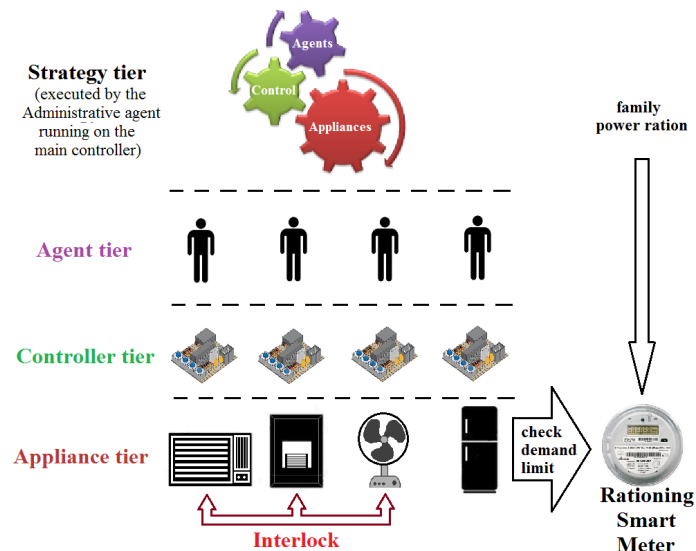 Agents
Control
Appliances
Strategy tier
(executed by the
Administrative agent
running on the
main controller)
family
power ration
Agent tier
Controller tier
Appliance tier
check
demand
limit
Interlock
Rationing
Smart
Meter